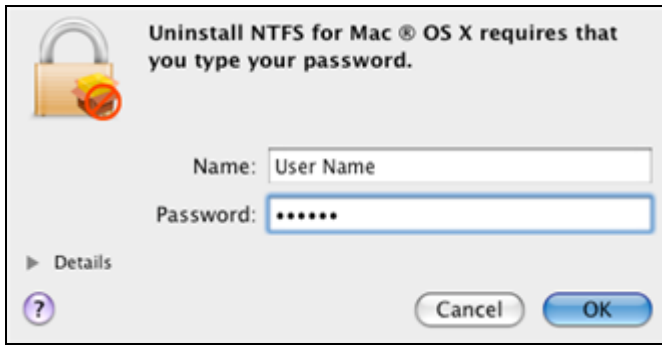 Uninstall NTFS for Mac ® OS X requires that
you type your password.
Name: User Name
Password: ••••••
Details
? Cancel OK